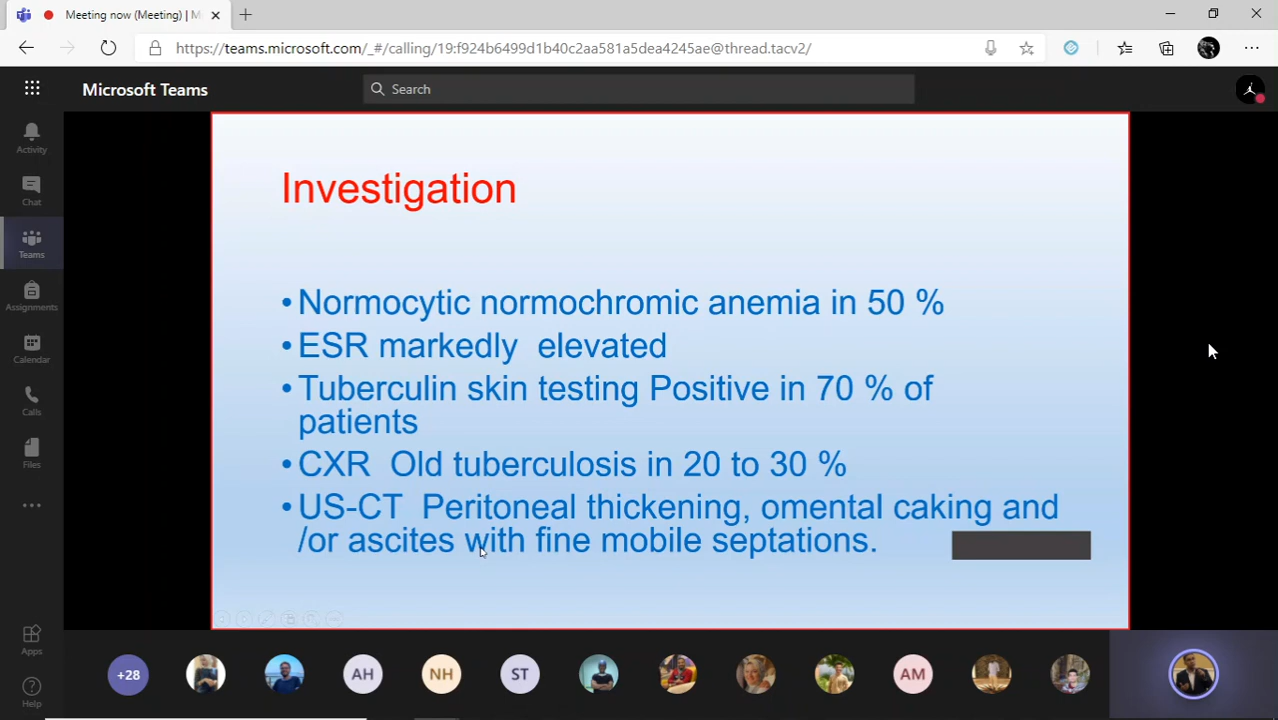 Meeting now (Meeting) | M
https://teams.microsoft.com/_#/calling/19:f924b6499d1b40c2aa581a5dea4245ae@thread.tacv2/
Microsoft Teams
Search
Activity
Chat
Teams
Assignments
Calendar
Calls
Files
Apps
Help
Investigation
•Normocytic normochromic anemia in 50 %
•ESR markedly elevated
•Tuberculin skin testing Positive in 70 % of
patients
•CXR Old tuberculosis in 20 to 30 %
•US-CT Peritoneal thickening, omental caking and
/or ascites with fine mobile septations.
+28
AH
NH
ST
AM